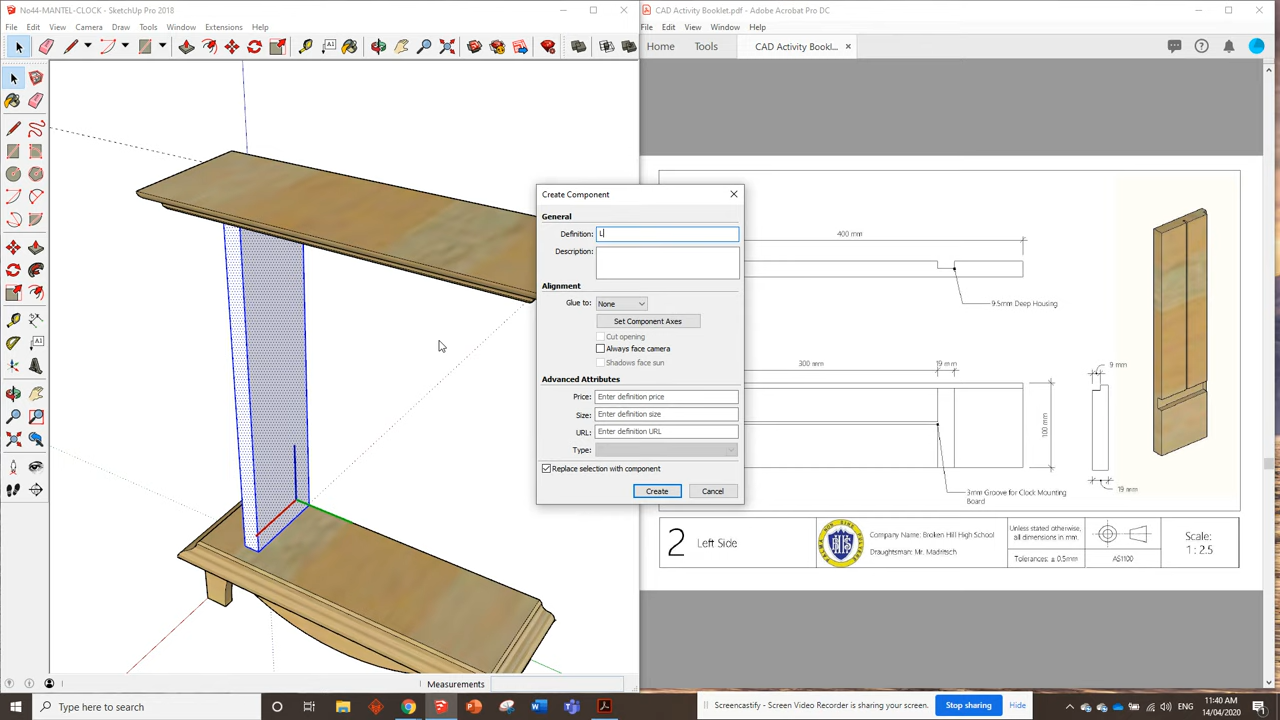 No44-MANTEL-CLOCK - SketchUp Pro 2018
File Edit View Camera Draw Tools Window Extensions Help
Measurements
Create Component
General
Definition: L
Description:
Alignment
Glue to: None
Set Component Axes
Cut opening
Always face camera
Shadows face sun
Advanced Attributes
Price: Enter definition price
Size: Enter definition size
URL: Enter definition URL
Type:
Replace selection with component
Create Cancel
CAD Activity Booklet.pdf - Adobe Acrobat Pro DC
File Edit View Window Help
Home Tools CAD Activity Bookl...
400 mm
9.5mm Deep Housing
300 mm
19 mm
9 mm
100 mm
19 mm
3mm Groove for Clock Mounting
Board
2 Left Side
Company Name: Broken Hill High School
Draughtsman: Mr. Madritsch
Unless stated otherwise,
all dimensions in mm.
Tolerances: ± 0.5mm
AS1100
Scale:
1 : 2.5
Type here to search
Screencastify - Screen Video Recorder is sharing your screen.
Stop sharing
Hide
ENG
11:40 AM
14/04/2020